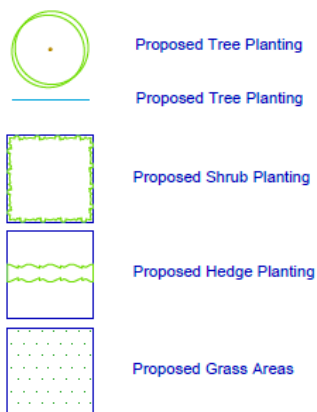 Proposed Tree Planting
Proposed Tree Planting
Proposed Shrub Planting
Proposed Hedge Planting
Proposed Grass Areas